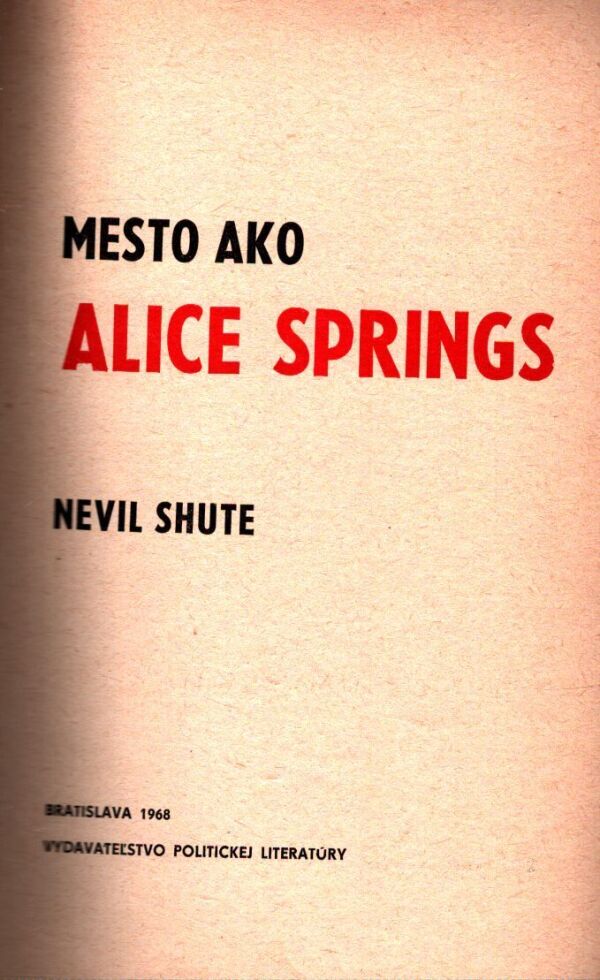 MESTO AKO
ALICE SPRINGS
NEVIL SHUTE
BRATISLAVA 1968
VYDAVATEĽSTVO POLITICKEJ LITERATÚRY